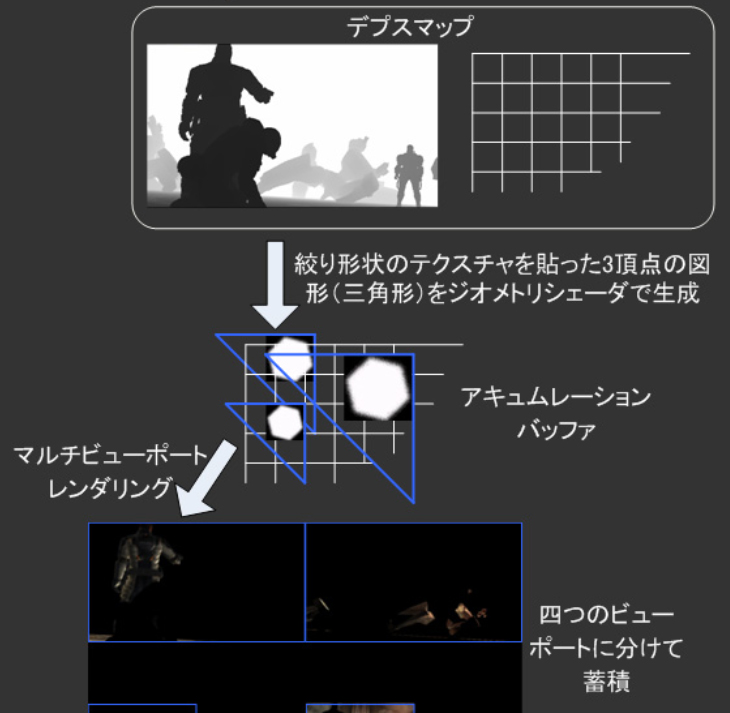 デプスマップ
絞り形状のテクスチャを貼った3頂点の図
形（三角形）をジオメトリシェーダで生成
アキュムレーション
バッファ
マルチビューポート
レンダリング
四つのビュー
ポートに分けて
蓄積